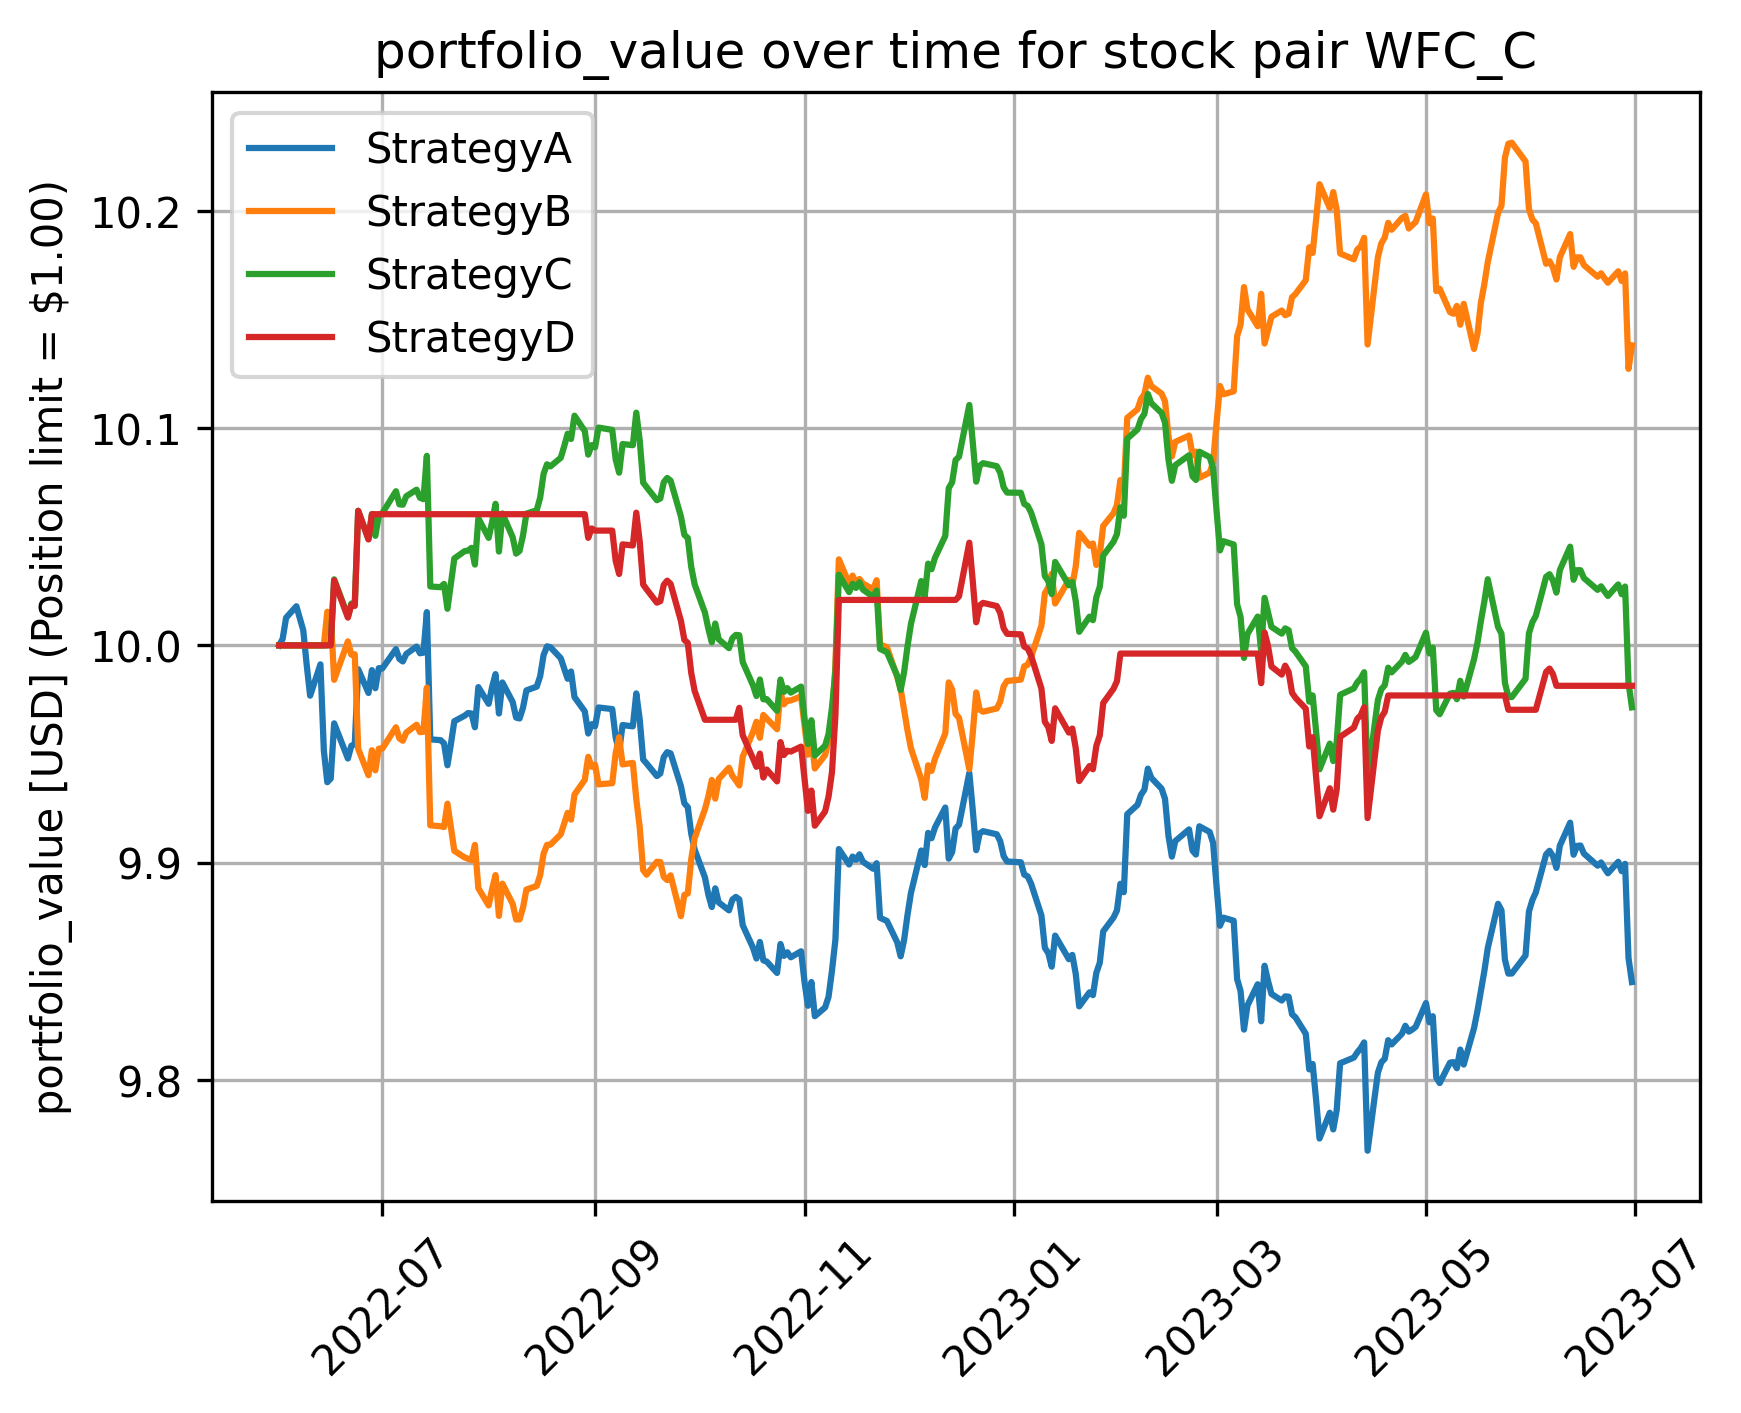 portfolio_value over time for stock pair WFC_C
StrategyA
StrategyB
StrategyC
StrategyD
portfolio_value [USD] (Position limit = $1.00)
10.2
10.1
10.0
9.9
9.8
2022-07
2022-09
2022-11
2023-01
2023-03
2023-05
2023-07